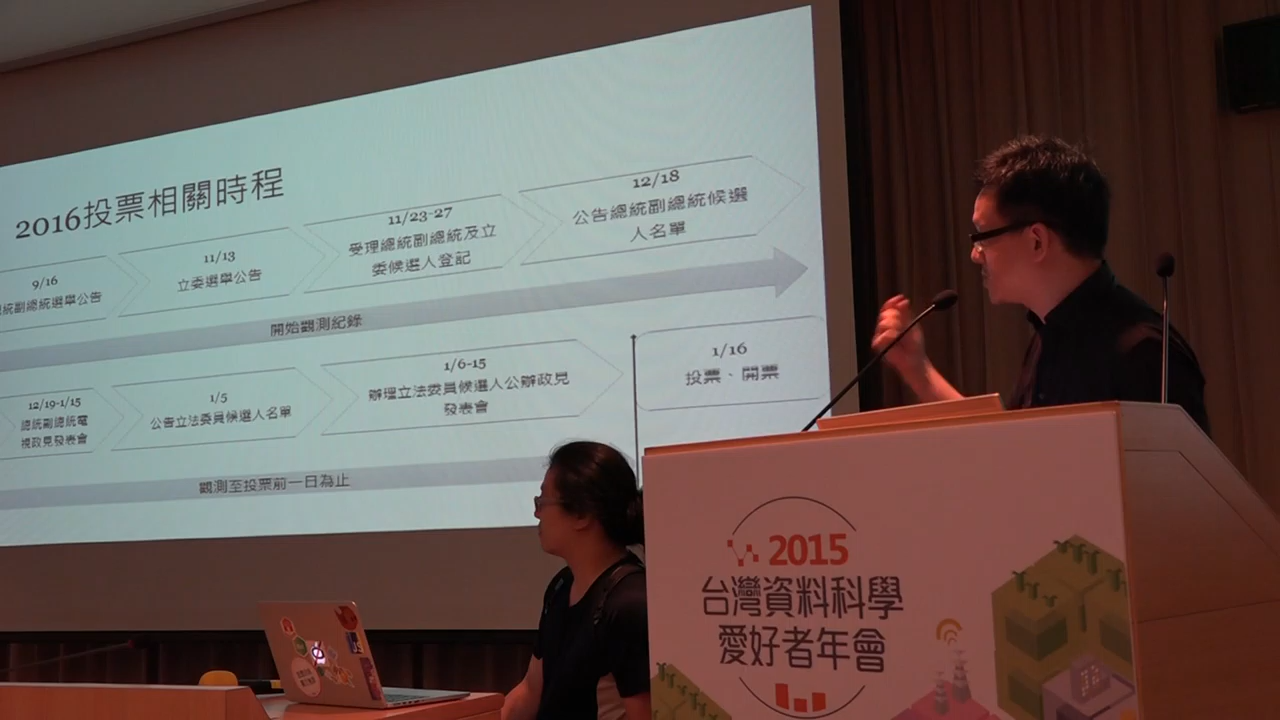 2016投票相關時程
9/16
統副總統選舉公告
11/13
立委選舉公告
11/23-27
受理總統副總統及立
委候選人登記
12/18
公告總統副總統候選
人名單
開始觀測紀錄
12/19-1/15
總統副總統電
視政見發表會
1/5
公告立法委員候選人名單
1/6-15
辦理立法委員候選人公辦政見
發表會
1/16
投票、開票
觀測至投票前一日為止
2015
台灣資料科學
愛好者年會